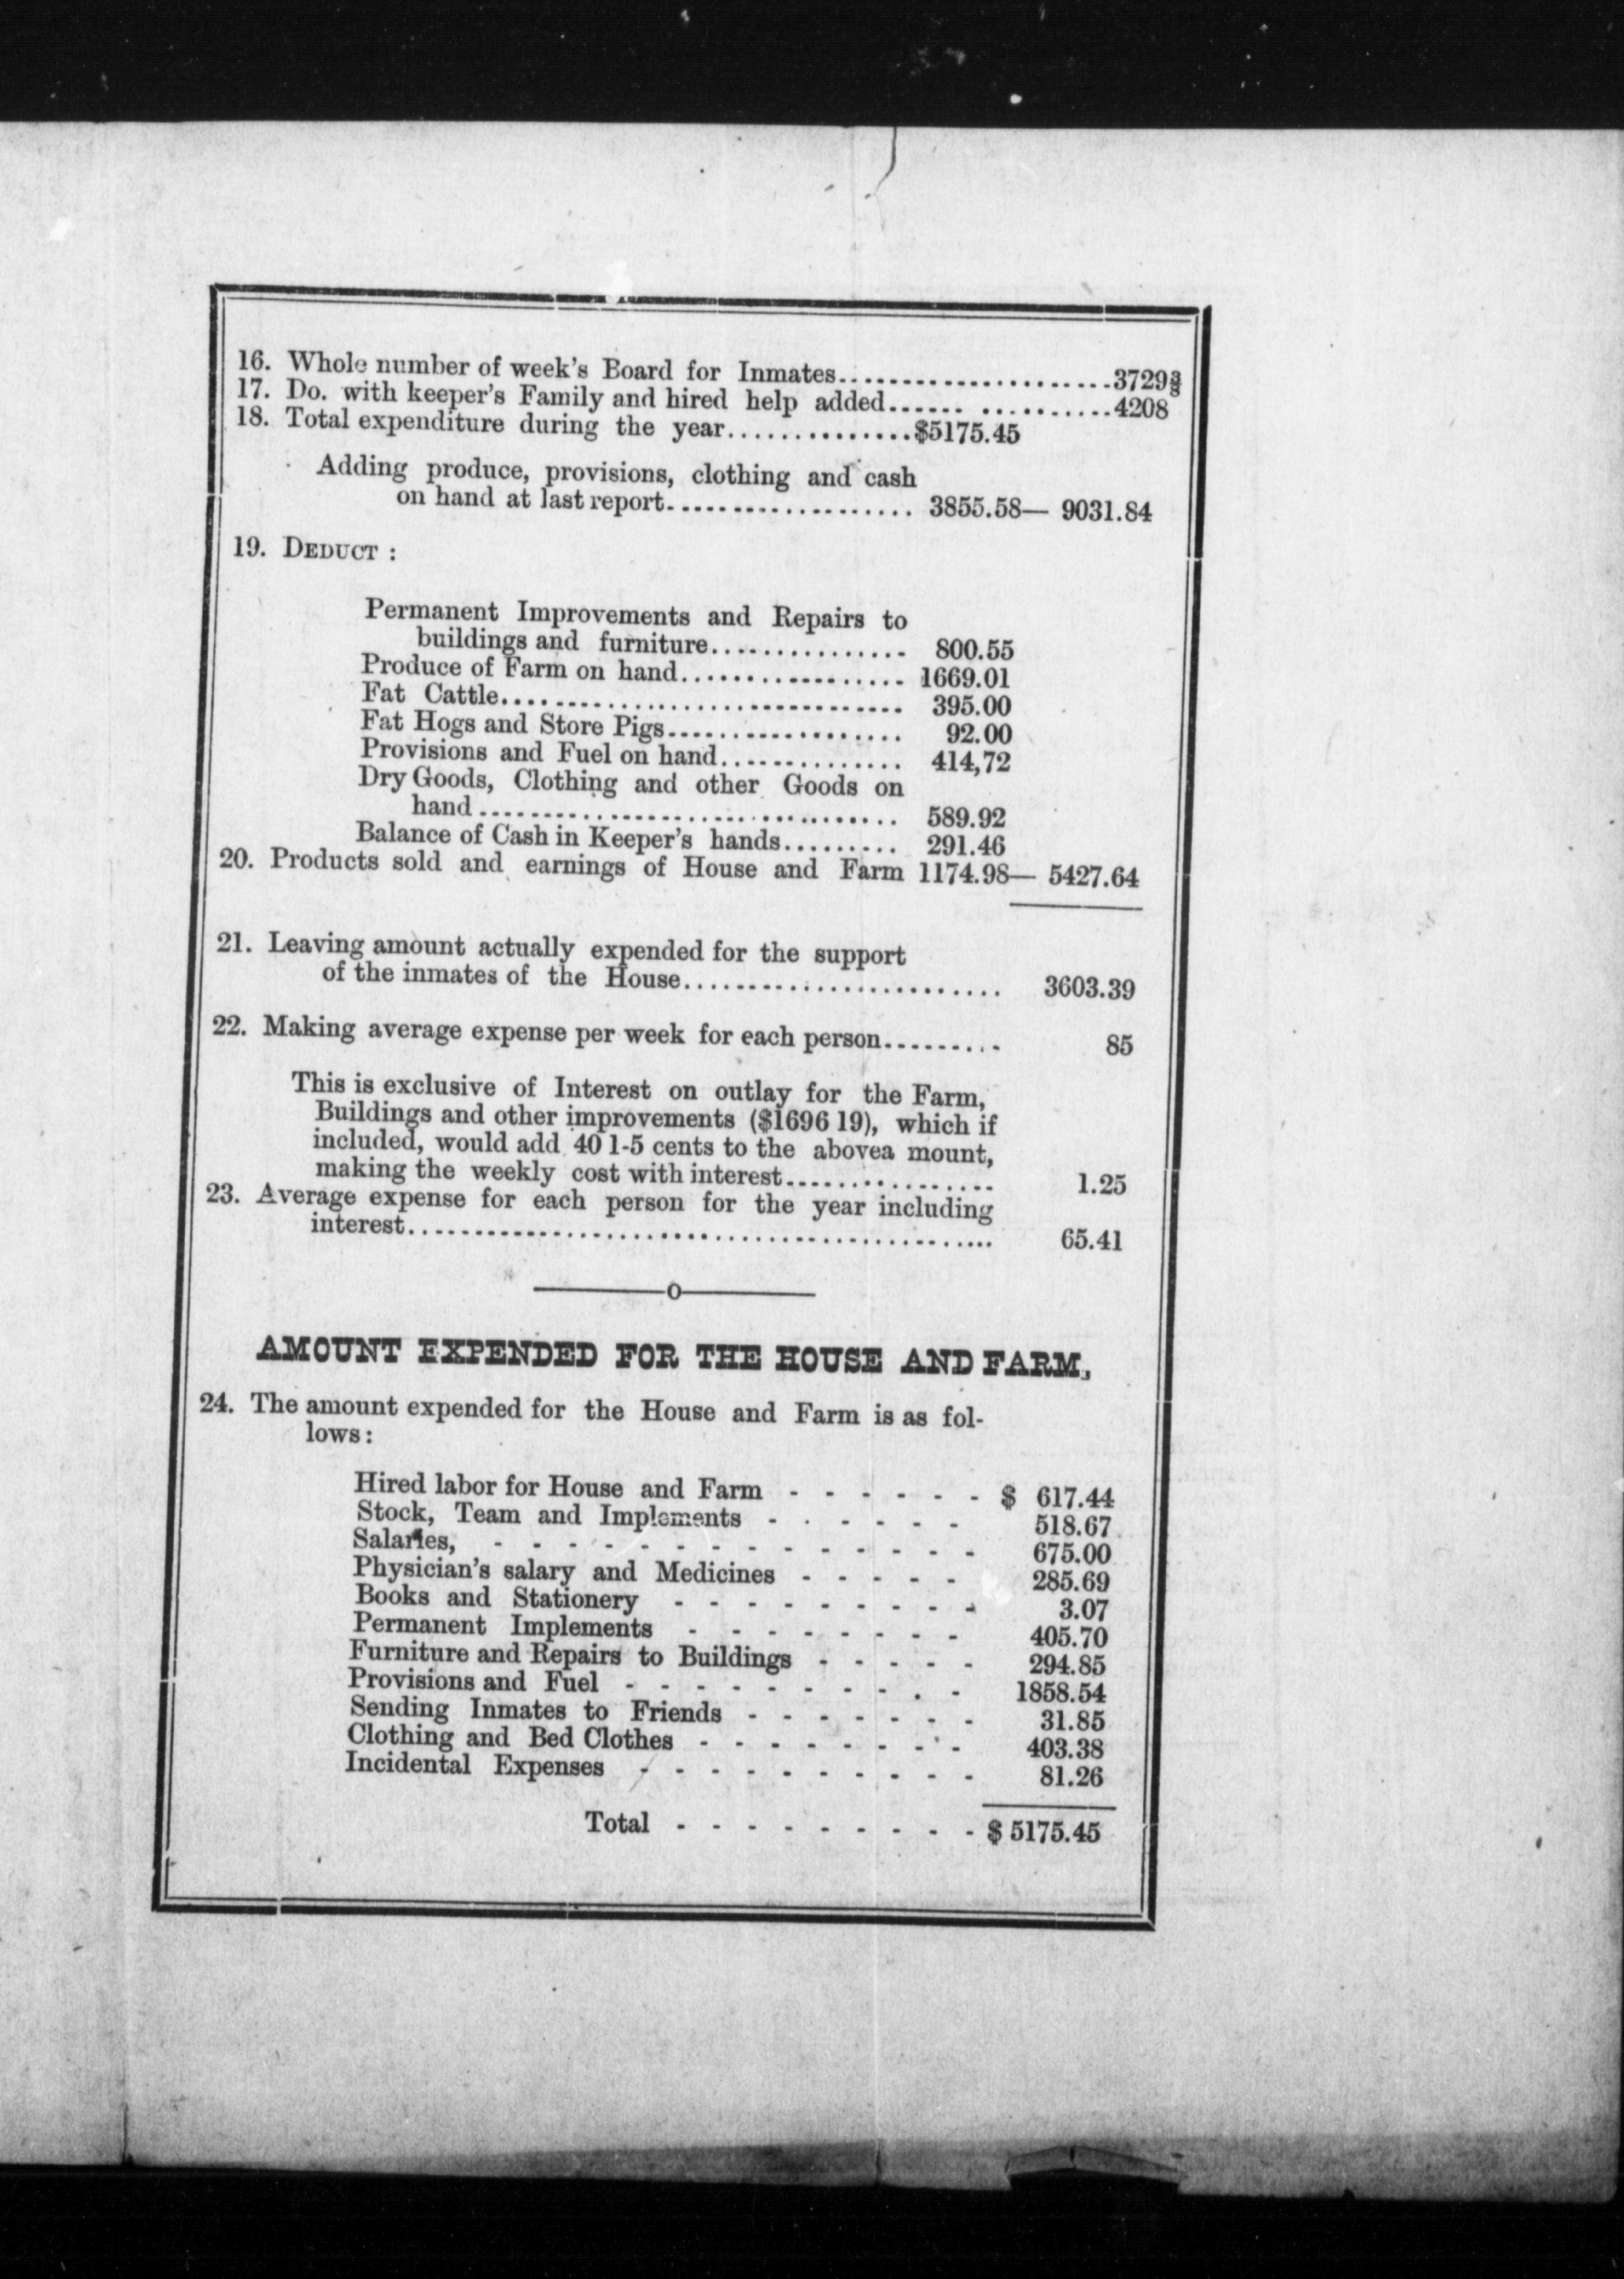 16. Whole number of week's Board for Inmates........................3729⅜
17. Do. with keeper's Family and hired help added................4208
18. Total expenditure during the year..............$5175.45
Adding produce, provisions, clothing and cash
on hand at last report................... 3855.58— 9031.84
19. DEDUCT :
Permanent Improvements and Repairs to
buildings and furniture............... 800.55
Produce of Farm on hand................. 1669.01
Fat Cattle.............................. 395.00
Fat Hogs and Store Pigs.................. 92.00
Provisions and Fuel on hand.............. 414,72
Dry Goods, Clothing and other Goods on
hand................................ 589.92
Balance of Cash in Keeper's hands......... 291.46
20. Products sold and earnings of House and Farm 1174.98— 5427.64
21. Leaving amount actually expended for the support
of the inmates of the House........................ 3603.39
22. Making average expense per week for each person......... 85
This is exclusive of Interest on outlay for the Farm,
Buildings and other improvements ($1696 19), which if
included, would add 40 1-5 cents to the abovea mount,
making the weekly cost with interest................ 1.25
23. Average expense for each person for the year including
interest............................................ 65.41
o
AMOUNT EXPENDED FOR THE HOUSE AND FARM.
24. The amount expended for the House and Farm is as fol-
lows:
Hired labor for House and Farm - - - - - - $ 617.44
Stock, Team and Implements - - - - - - 518.67
Salaries, - - - - - - - - - - - - - - 675.00
Physician's salary and Medicines - - - - - 285.69
Books and Stationery - - - - - - - - - 3.07
Permanent Implements - - - - - - - - 405.70
Furniture and Repairs to Buildings - - - - - 294.85
Provisions and Fuel - - - - - - - - - - 1858.54
Sending Inmates to Friends - - - - - - - 31.85
Clothing and Bed Clothes - - - - - - - - 403.38
Incidental Expenses - - - - - - - - - - 81.26
Total - - - - - - - - - $ 5175.45